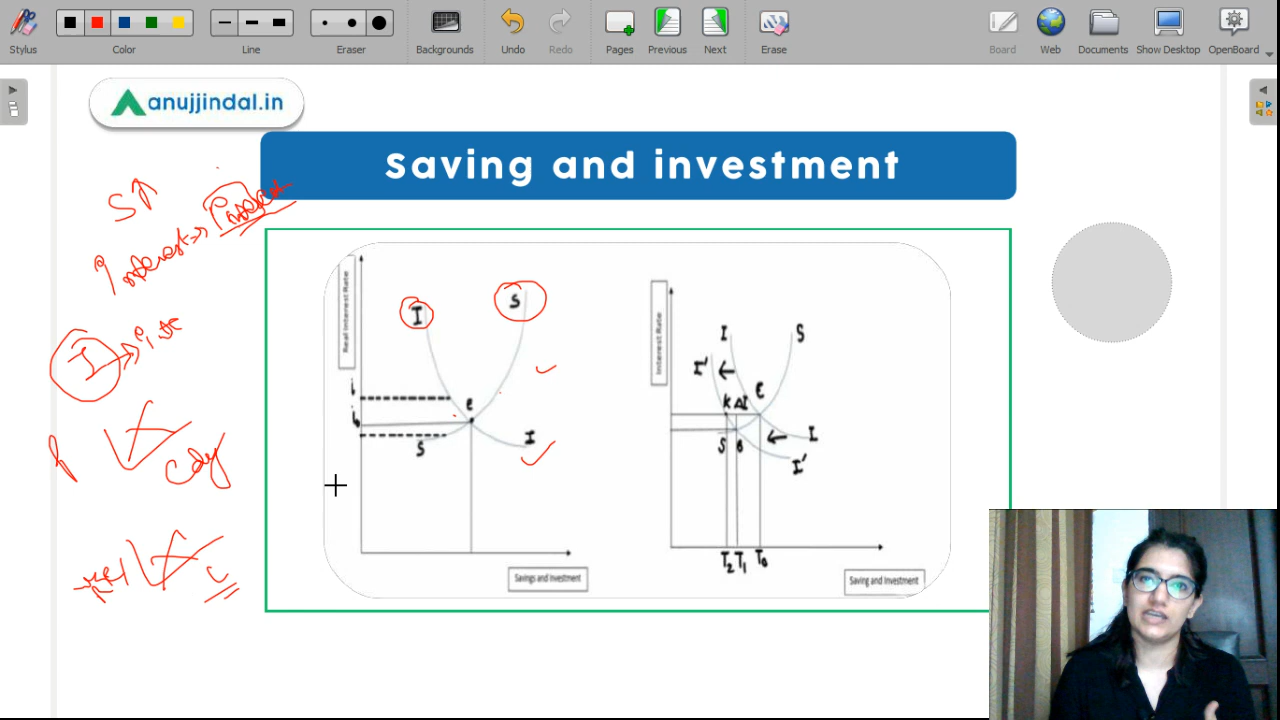 Stylus
Color
Line
Eraser
Backgrounds
Undo
Redo
Pages
Previous
Next
Erase
Board
Web
Documents
Show Desktop
OpenBoard
anujjindal.in
Saving and investment
S↑
Interest
I
Real Interest Rate
I
S
i
e
S
I
Savings and Investment
Interest Rate
I
S
I'
E
K
S
B
I
I'
T₂ T₁ T₀
Saving and Investment